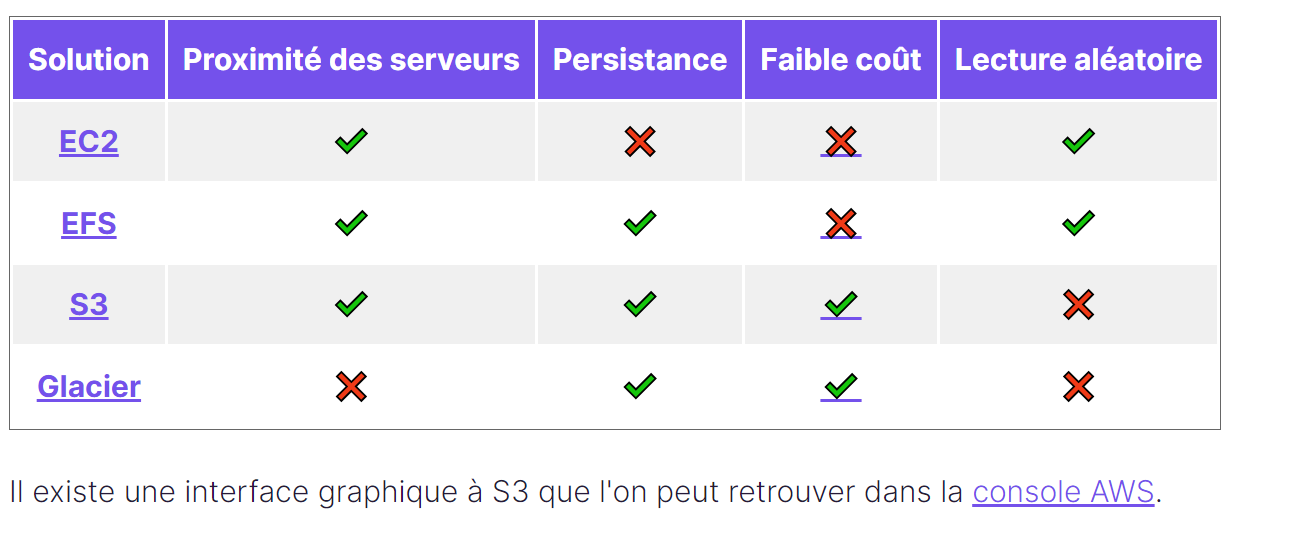 Solution Proximité des serveurs Persistance Faible coût Lecture aléatoire
EC2
EFS
S3
Glacier
Il existe une interface graphique à S3 que l'on peut retrouver dans la console AWS.